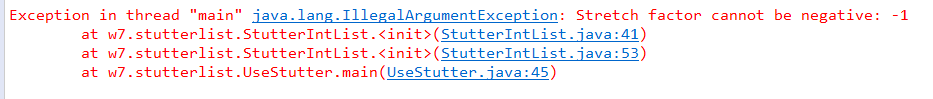 Exception in thread "main" java.lang.IllegalArgumentException: Stretch factor cannot be negative: -1
at w7.stutterlist.StutterIntList.<init>(StutterIntList.java:41)
at w7.stutterlist.StutterIntList.<init>(StutterIntList.java:53)
at w7.stutterlist.UseStutter.main(UseStutter.java:45)